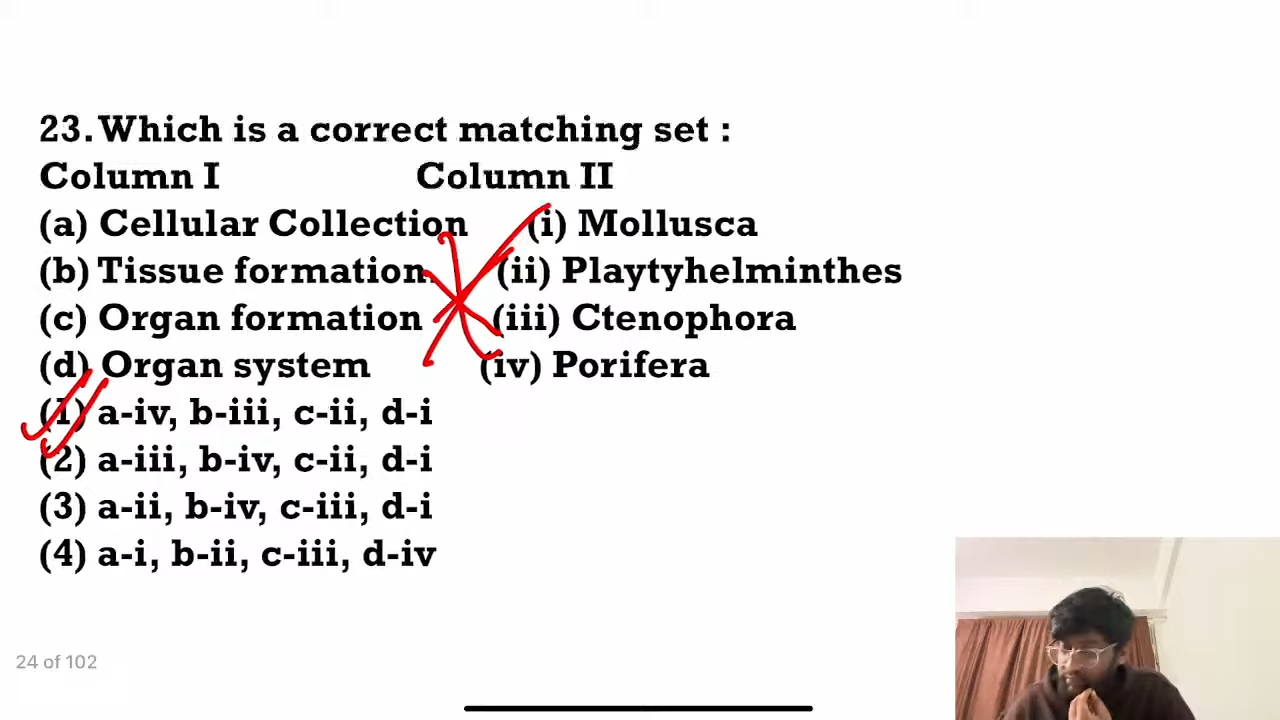 23. Which is a correct matching set :
Column I Column II
(a) Cellular Collection (i) Mollusca
(b) Tissue formation (ii) Playtyhelminthes
(c) Organ formation (iii) Ctenophora
(d) Organ system (iv) Porifera
(1) a-iv, b-iii, c-ii, d-i
(2) a-iii, b-iv, c-ii, d-i
(3) a-ii, b-iv, c-iii, d-i
(4) a-i, b-ii, c-iii, d-iv
24 of 102